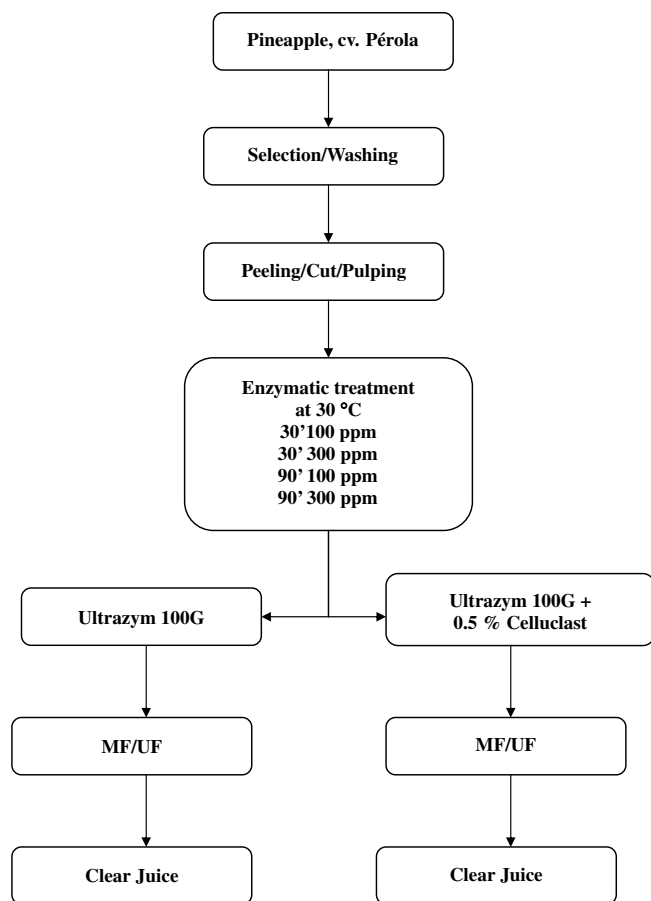 Pineapple, cv. Pérola
Selection/Washing
Peeling/Cut/Pulping
Enzymatic treatment
at 30 °C
30’100 ppm
30’ 300 ppm
90’ 100 ppm
90’ 300 ppm
Ultrazym 100G
Ultrazym 100G +
0.5 % Celluclast
MF/UF
MF/UF
Clear Juice
Clear Juice